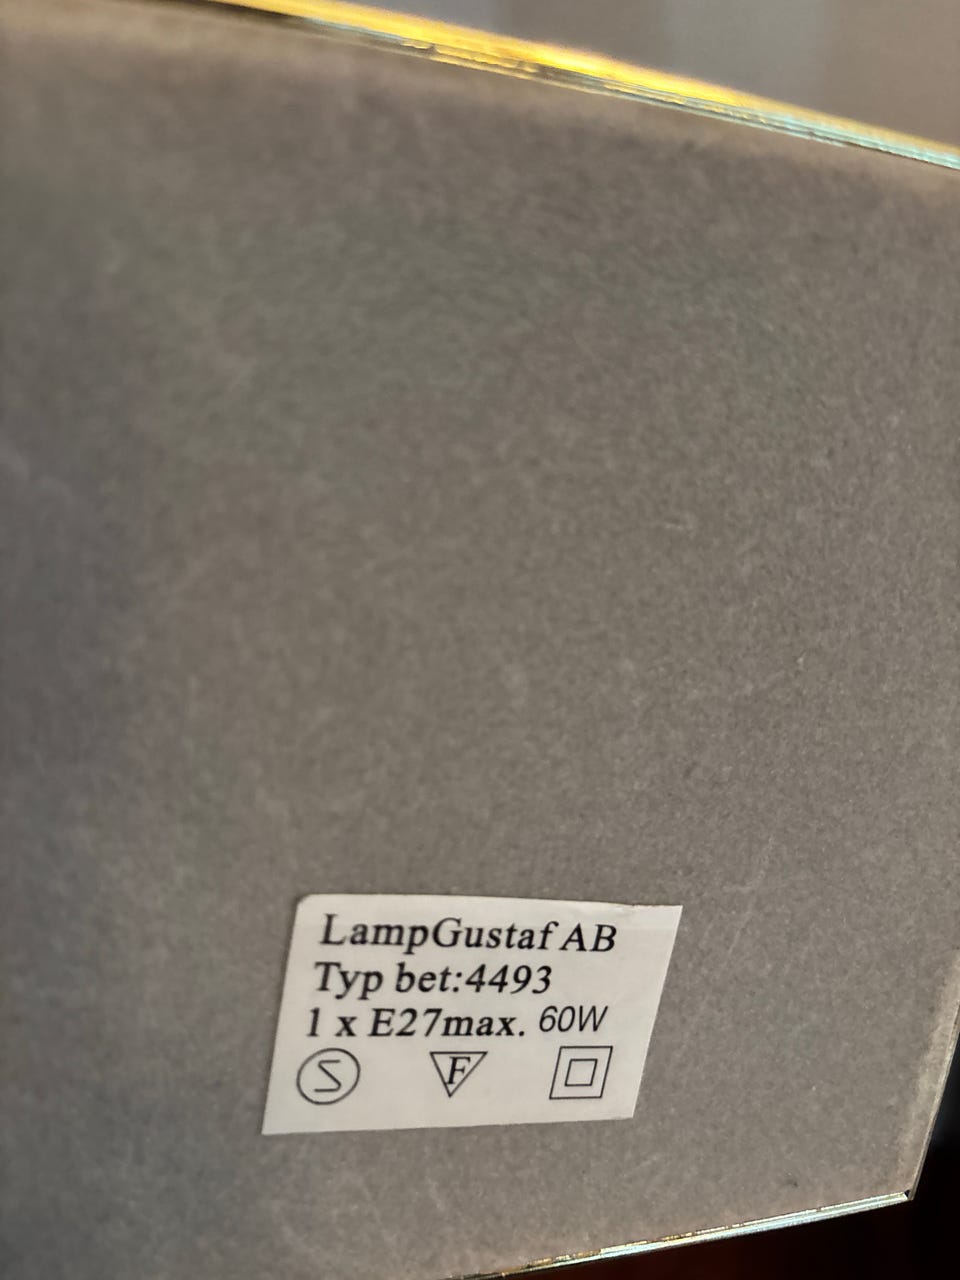 LampGustaf AB
Typ bet:4493
1 x E27max. 60W
S F